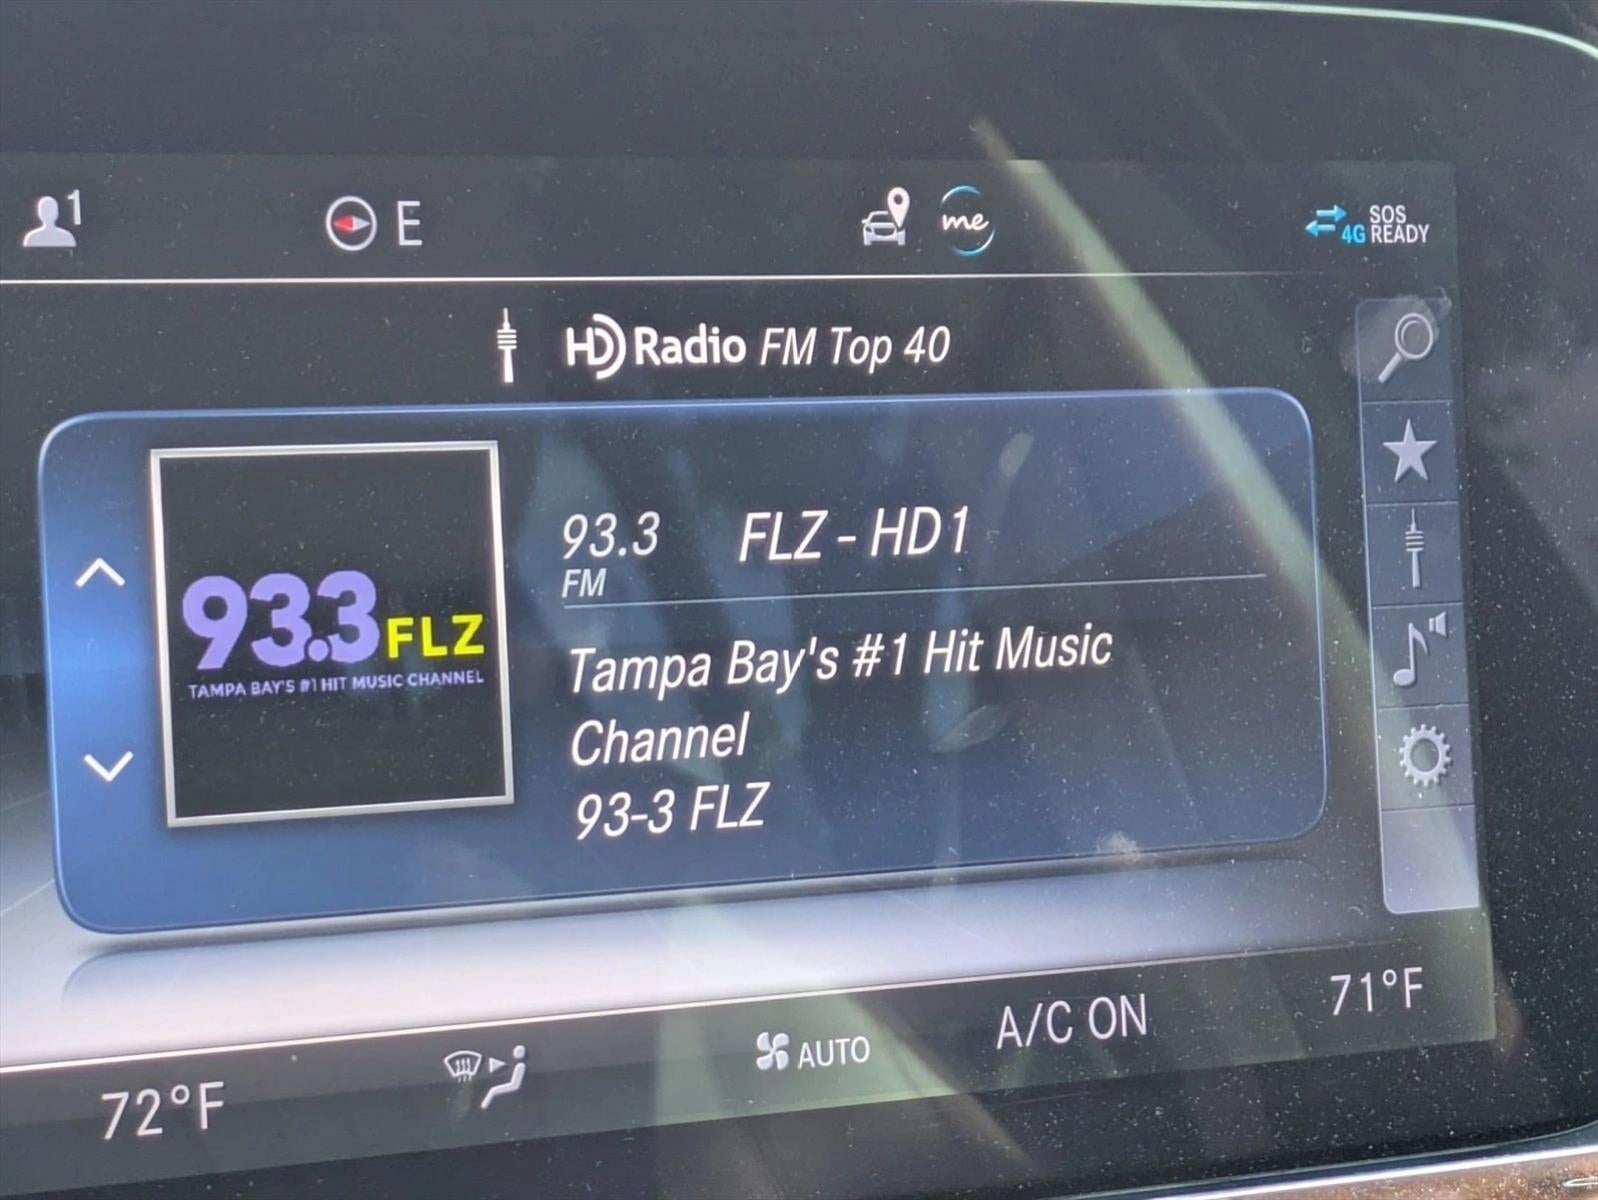 1
E
me
4G SOS READY
HD Radio FM Top 40
93.3 FLZ
TAMPA BAY'S #1 HIT MUSIC CHANNEL
93.3 FM FLZ - HD1
Tampa Bay's #1 Hit Music
Channel
93-3 FLZ
72°F AUTO A/C ON 71°F